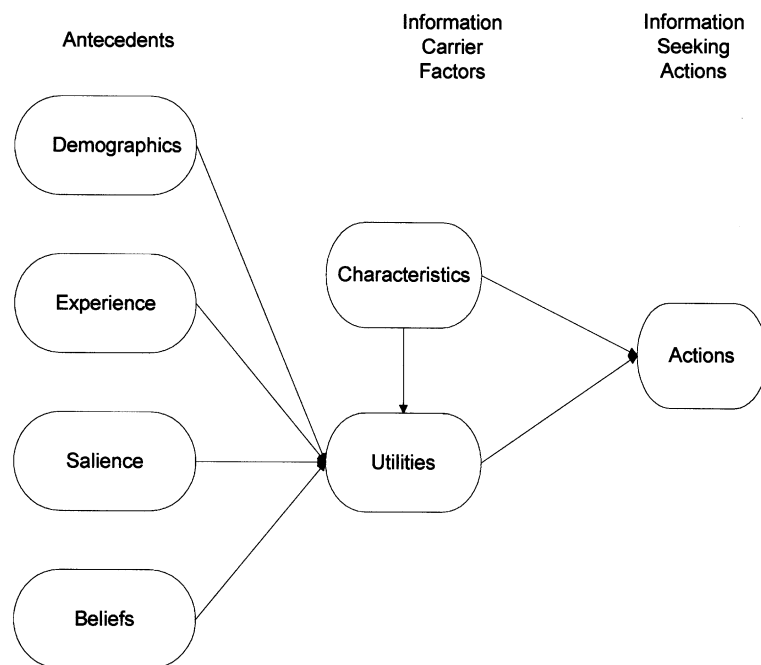 Antecedents
Information
Carrier
Factors
Information
Seeking
Actions
Demographics
Experience
Salience
Beliefs
Characteristics
Utilities
Actions